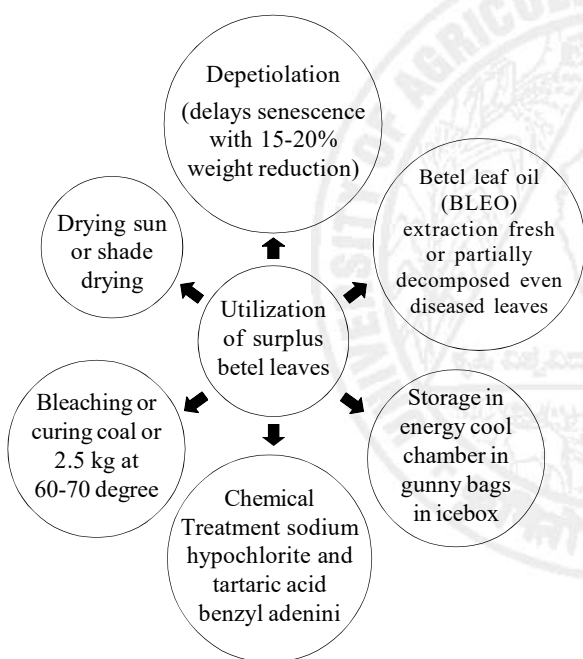 Depetiolation
(delays senescence
with 15-20%
weight reduction)
Betel leaf oil
(BLEO)
extraction fresh
or partially
decomposed even
diseased leaves
Drying sun
or shade
drying
Utilization
of surplus
betel leaves
Bleaching or
curing coal or
2.5 kg at
60-70 degree
Storage in
energy cool
chamber in
gunny bags
in icebox
Chemical
Treatment sodium
hypochlorite and
tartaric acid
benzyl adenini